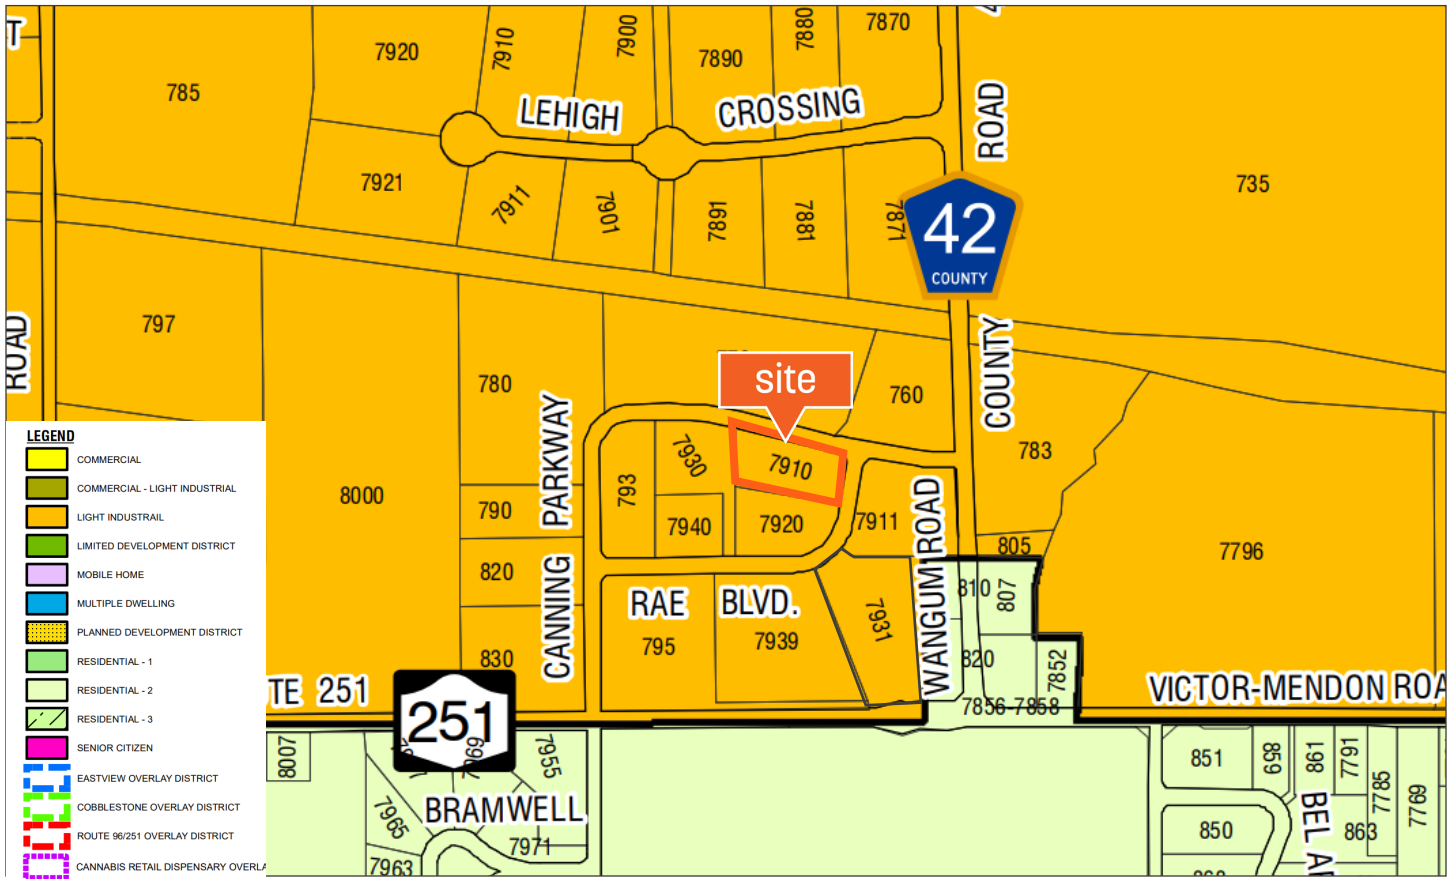 T
785
7920
7910
7900
7890
7880
7870
LEHIGH
CROSSING
ROAD
735
7921
7911
7901
7891
7881
7871
42
COUNTY
797
ROAD
780
COUNTY
760
site
783
PARKWAY
7930
7910
793
8000
790
7940
7920
7911
WANGUM ROAD
805
7796
820
CANNING
810
807
RAE BLVD.
795
7939
7931
830
820
7852
TE 251
251
7856-7858
VICTOR-MENDON ROA
8007
7969
7955
851
859
861
7791
7785
7769
7965
BRAMWELL
7971
7963
850
863
BEL A
LEGEND
COMMERCIAL
COMMERCIAL - LIGHT INDUSTRIAL
LIGHT INDUSTRAIL
LIMITED DEVELOPMENT DISTRICT
MOBILE HOME
MULTIPLE DWELLING
PLANNED DEVELOPMENT DISTRICT
RESIDENTIAL - 1
RESIDENTIAL - 2
RESIDENTIAL - 3
SENIOR CITIZEN
EASTVIEW OVERLAY DISTRICT
COBBLESTONE OVERLAY DISTRICT
ROUTE 96/251 OVERLAY DISTRICT
CANNABIS RETAIL DISPENSARY OVERLA